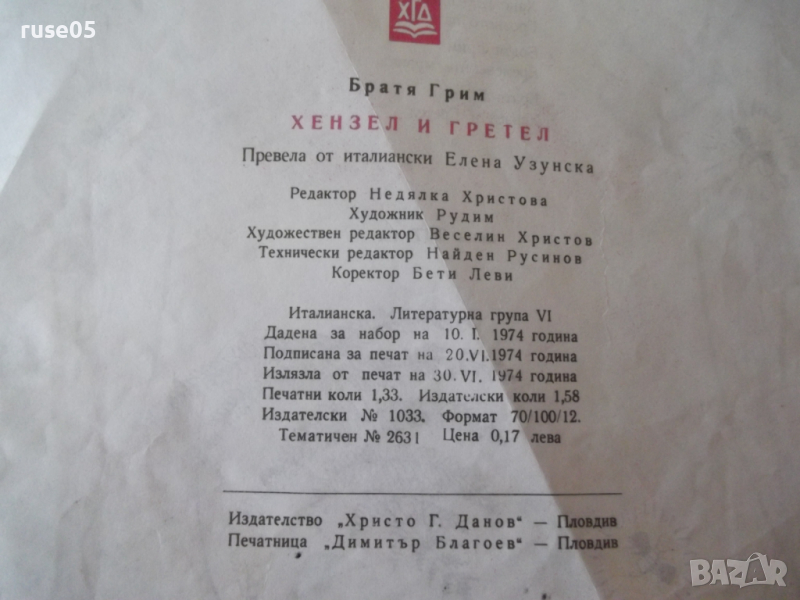 ruse05
ХГД
Братя Грим
ХЕНЗЕЛ И ГРЕТЕЛ
Превела от италиански Елена Узунска
Редактор Недялка Христова
Художник Рудим
Художествен редактор Веселин Христов
Технически редактор Найден Русинов
Коректор Бети Леви
Италианска. Литературна група VI
Дадена за набор на 10. I. 1974 година
Подписана за печат на 20.VI.1974 година
Излязла от печат на 30.VI. 1974 година
Печатни коли 1,33. Издателски коли 1,58
Издателски № 1033. Формат 70/100/12.
Тематичен № 2631 Цена 0,17 лева
Издателство „Христо Г. Данов“ — Пловдив
Печатница „Димитър Благоев“ — Пловдив
BAZAR